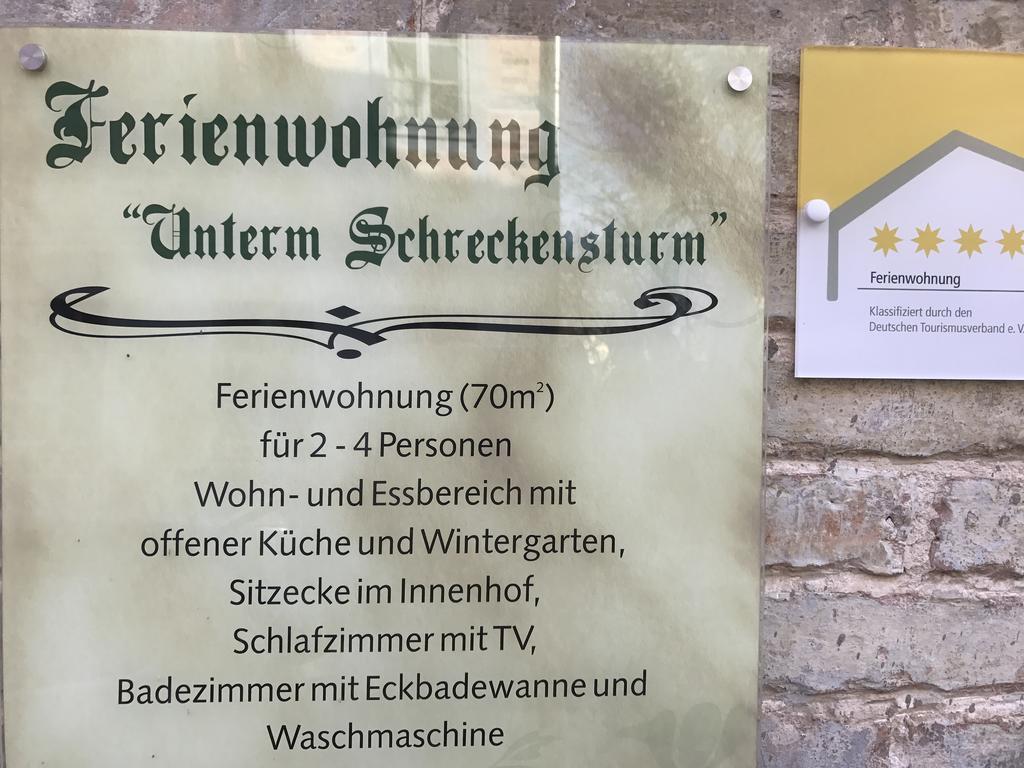 Ferienwohnung
“Unterm Schreckensturm”
Ferienwohnung (70m²)
für 2 - 4 Personen
Wohn- und Essbereich mit
offener Küche und Wintergarten,
Sitzecke im Innenhof,
Schlafzimmer mit TV,
Badezimmer mit Eckbadewanne und
Waschmaschine
Ferienwohnung
Klassifiziert durch den
Deutschen Tourismusverband e. V.